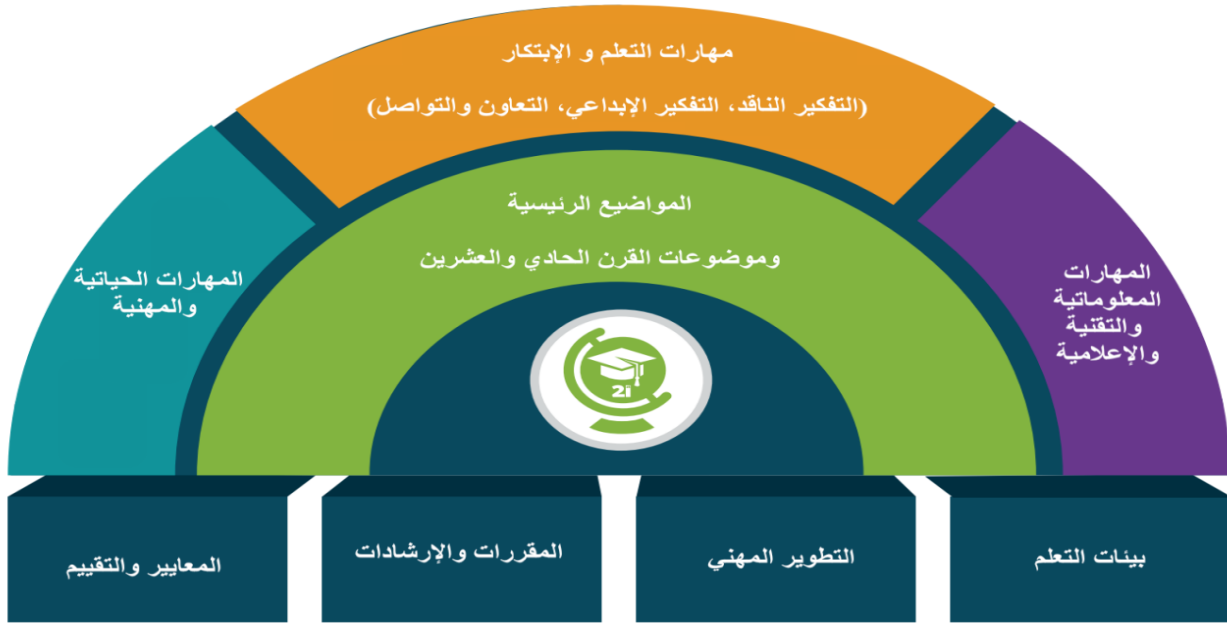 مهارات التعلم و الإبتكار
(التفكير الناقد، التفكير الإبداعي، التعاون والتواصل)
المواضيع الرئيسية
وموضوعات القرن الحادي والعشرين
المهارات
المعلوماتية
والتقنية
والإعلامية
المهارات الحياتية
والمهنية
2i
بيئات التعلم
التطوير المهني
المقررات والإرشادات
المعايير والتقييم